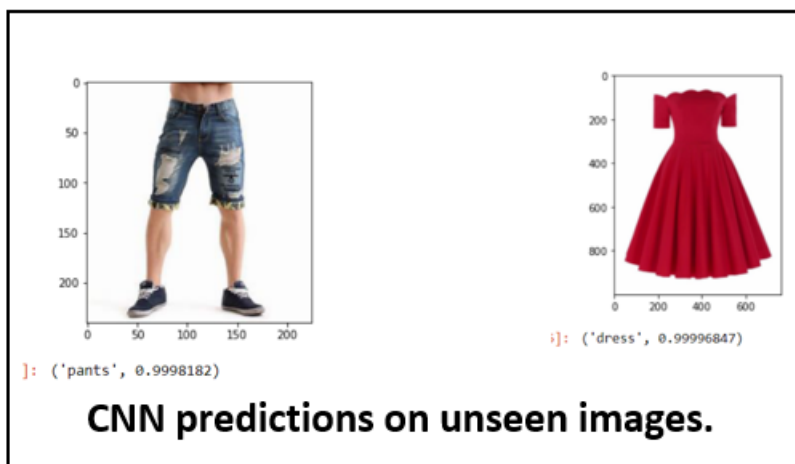 0
50
100
150
200
0 50 100 150 200
]: ('pants', 0.9998182)
0
200
400
600
800
0 200 400 600
]: ('dress', 0.99996847)
CNN predictions on unseen images.